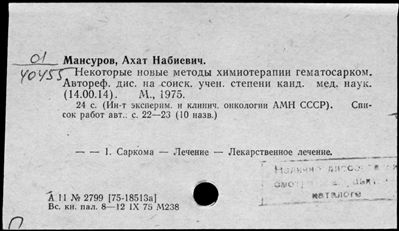 01
40455
Мансуров, Ахат Набиевич.
Некоторые новые методы химиотерапии гематосарком.
Автореф. дис. на соиск. учен. степени канд. мед. наук.
(14.00.14). М., 1975.
24 с. (Ин-т эксперим. и клинич. онкологии АМН СССР). Спи-
сок работ авт.: с. 22—23 (10 назв.)
— — 1. Саркома — Лечение — Лекарственное лечение.
каталоге
А 11 № 2799 [75-18513а]
Вс. кн. пал. 8—12 IX 75 М238